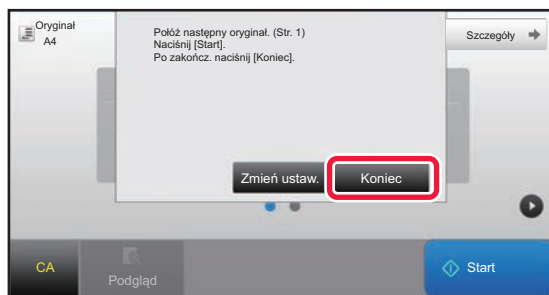 Oryginał
A4
Położ następny oryginał. (Str. 1)
Naciśnij [Start].
Po zakończ. naciśnij [Koniec].
Szczegóły
Zmień ustaw.
Koniec
CA
Podgląd
Start